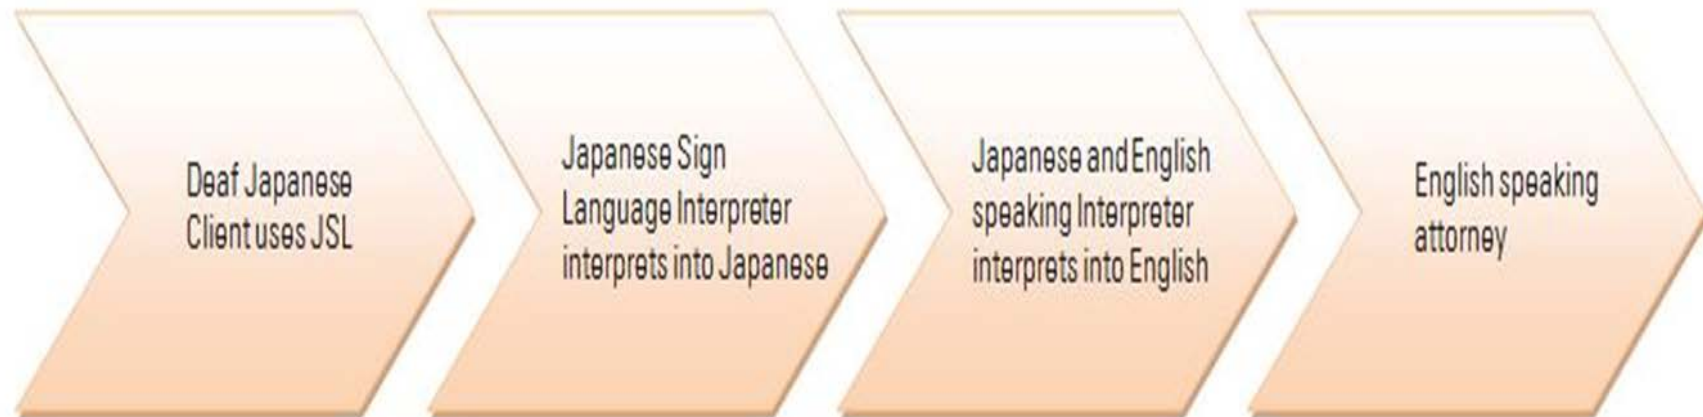 Deaf Japanese
Client uses JSL
Japanese Sign
Language Interpreter
interprets into Japanese
Japanese and English
speaking Interpreter
interprets into English
English speaking
attorney